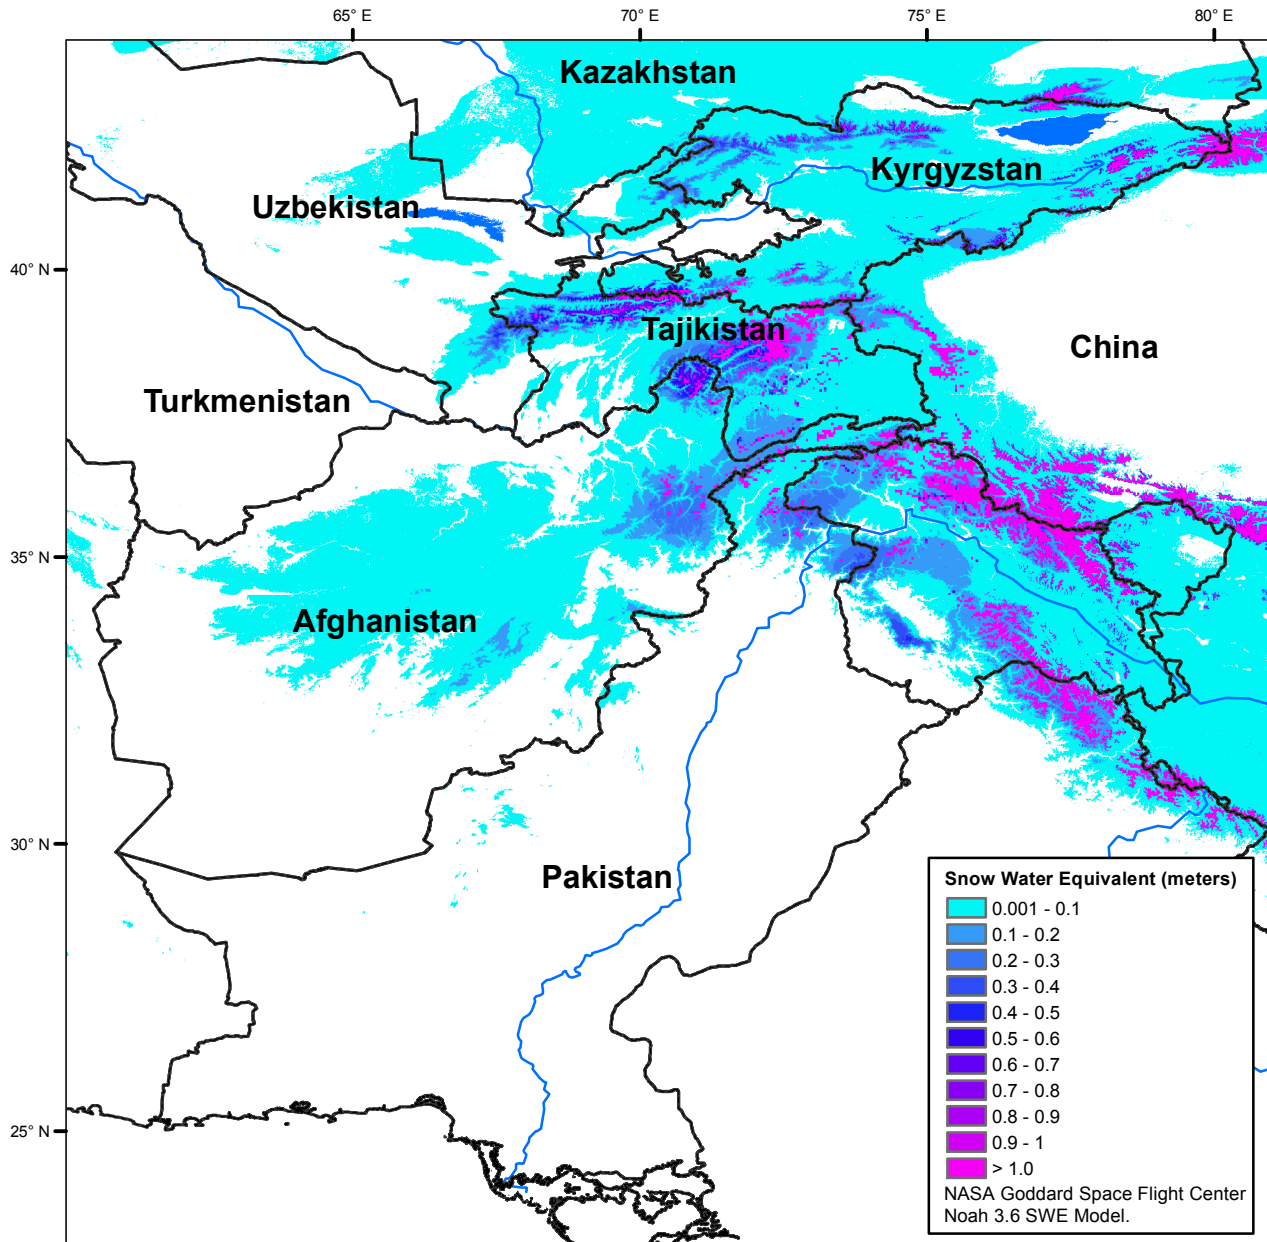 65° E
70° E
75° E
80° E
Kazakhstan
Kyrgyzstan
Uzbekistan
40° N
Tajikistan
China
Turkmenistan
35° N
Afghanistan
30° N
Pakistan
25° N
Snow Water Equivalent (meters)
0.001 - 0.1
0.1 - 0.2
0.2 - 0.3
0.3 - 0.4
0.4 - 0.5
0.5 - 0.6
0.6 - 0.7
0.7 - 0.8
0.8 - 0.9
0.9 - 1
> 1.0
NASA Goddard Space Flight Center
Noah 3.6 SWE Model.